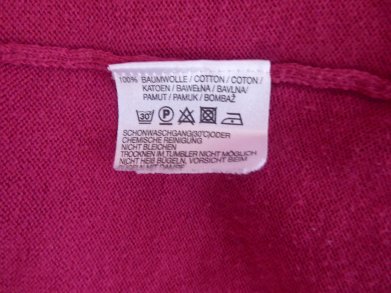 100% BAUMWOLLE / COTTON / COTON /
KATOEN / BAWEŁNA / BAVLNA/
PAMUT / PAMUK / BOMBAŽ
30° P
SCHONWASCHGANG(30°C)ODER
CHEMISCHE REINIGUNG
NICHT BLEICHEN
TROCKNEN IM TUMBLER NICHT MÖGLICH
NICHT HEIß BÜGELN, VORSICHT BEIM